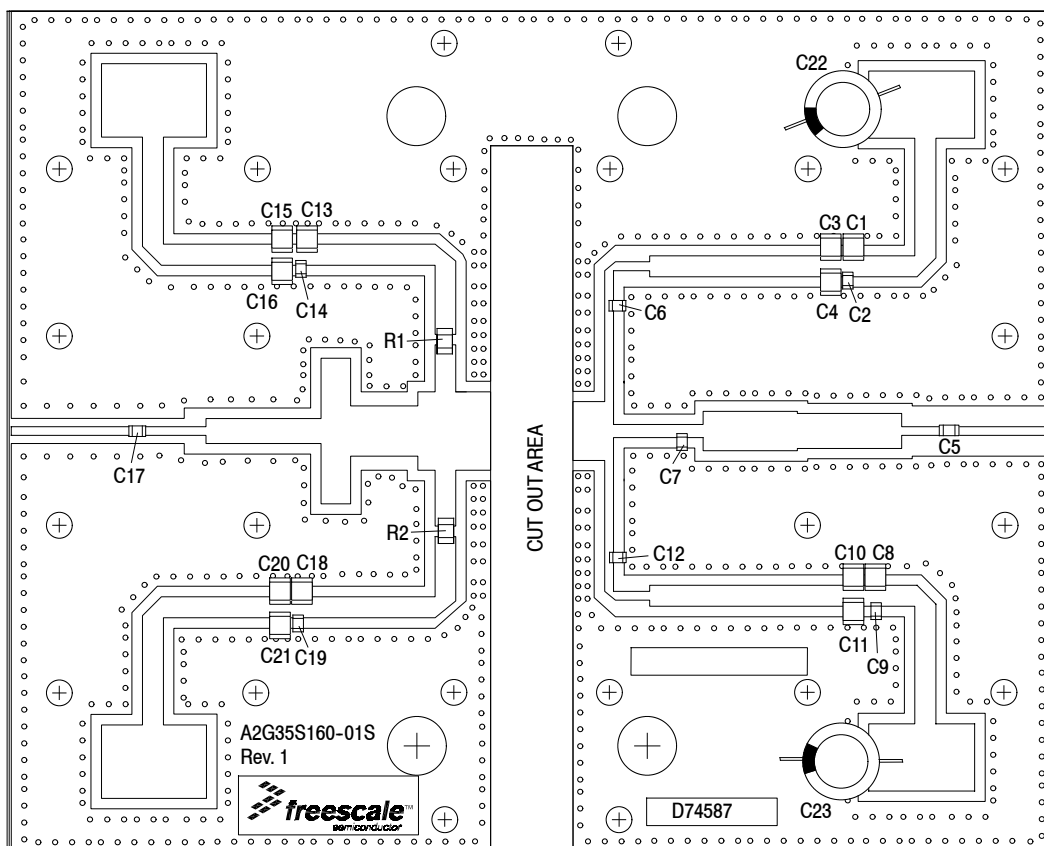 C22
C15 C13
C3 C1
C16
C14
C4
C2
C6
R1
C17
C7
C5
CUT OUT AREA
R2
C12
C20 C18
C10 C8
C21
C19
C11
C9
A2G35S160-01S
Rev. 1
freescale™
semiconductor
D74587
C23